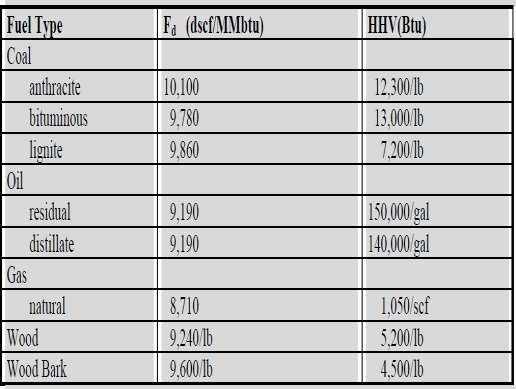 Fuel Type Fd (dscf/MMbtu) HHV(Btu)
Coal
anthracite 10,100 12,300/lb
bituminous 9,780 13,000/lb
lignite 9,860 7,200/lb
Oil
residual 9,190 150,000/gal
distillate 9,190 140,000/gal
Gas
natural 8,710 1,050/scf
Wood 9,240/lb 5,200/lb
Wood Bark 9,600/lb 4,500/lb